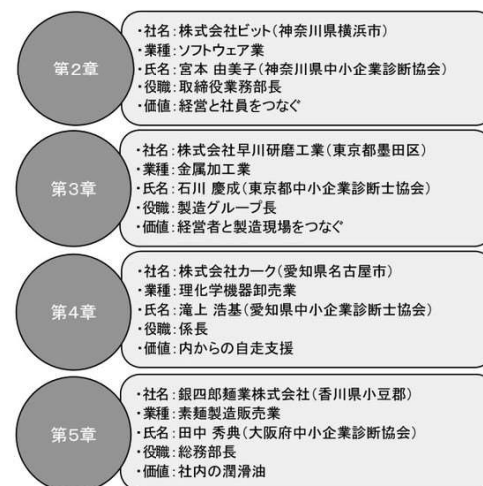 第2章
・社名:株式会社ビット(神奈川県横浜市)
・業種:ソフトウェア業
・氏名:宮本 由美子(神奈川県中小企業診断協会)
・役職:取締役業務部長
・価値:経営と社員をつなぐ
第3章
・社名:株式会社早川研磨工業(東京都墨田区)
・業種:金属加工業
・氏名:石川 慶成(東京都中小企業診断士協会)
・役職:製造グループ長
・価値:経営者と製造現場をつなぐ
第4章
・社名:株式会社カーク(愛知県名古屋市)
・業種:理化学機器卸売業
・氏名:滝上 浩基(愛知県中小企業診断士協会)
・役職:係長
・価値:内からの自走支援
第5章
・社名:銀四郎麺業株式会社(香川県小豆郡)
・業種:素麺製造販売業
・氏名:田中 秀典(大阪府中小企業診断協会)
・役職:総務部長
・価値:社内の潤滑油